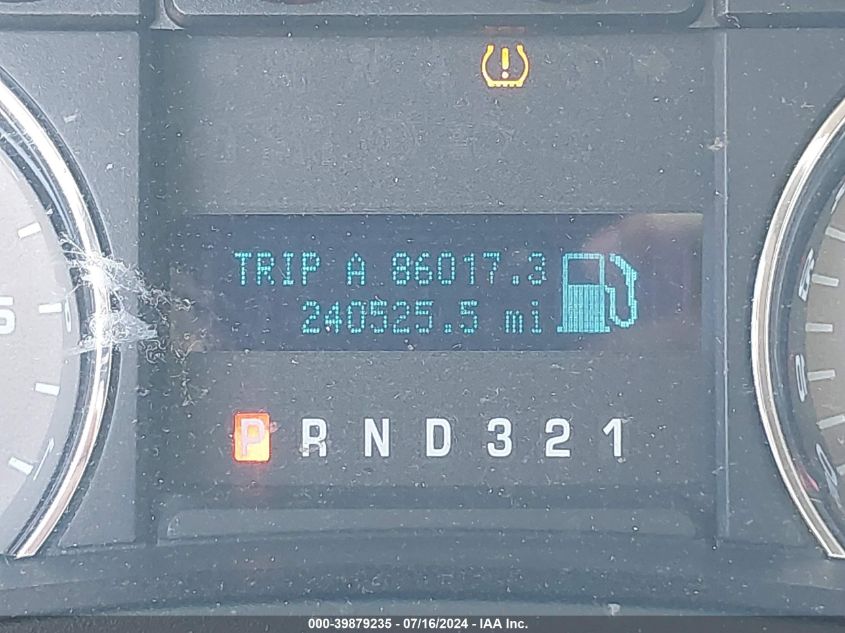 TRIP A 86017.3
240525.5 mi
P R N D 3 2 1
000-39879235 - 07/16/2024 - IAA Inc.